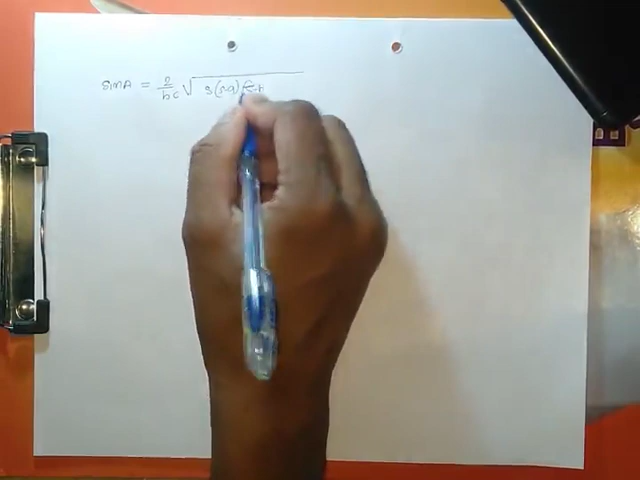 sinA = 2/bc √ s(s-a)(s-b